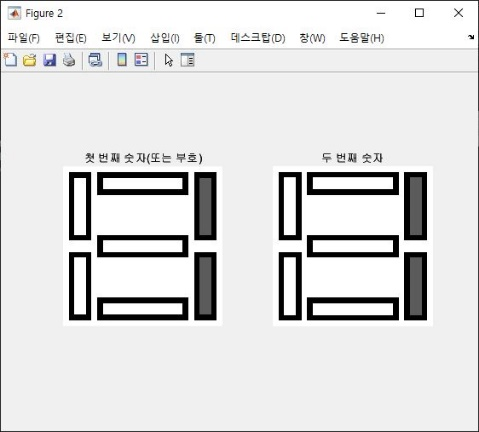 Figure 2
파일(F) 편집(E) 보기(V) 삽입(I) 툴(T) 데스크탑(D) 창(W) 도움말(H)
첫 번째 숫자(또는 부호) 두 번째 숫자